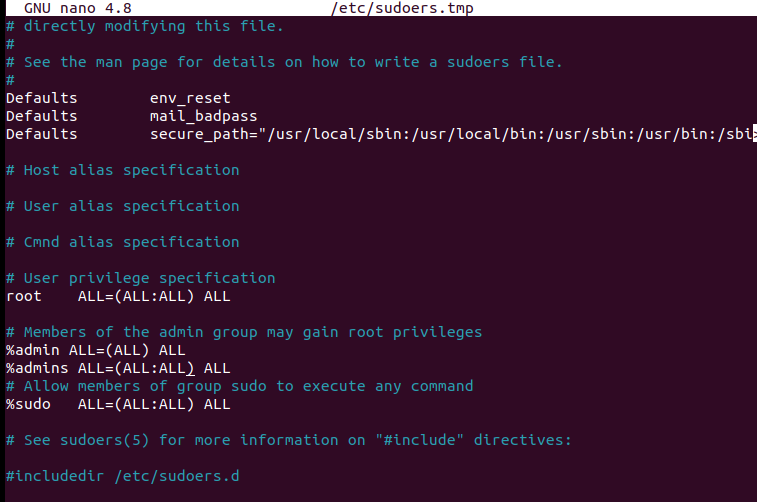 GNU nano 4.8 /etc/sudoers.tmp
# directly modifying this file.
#
# See the man page for details on how to write a sudoers file.
#
Defaults env_reset
Defaults mail_badpass
Defaults secure_path="/usr/local/sbin:/usr/local/bin:/usr/sbin:/usr/bin:/sbi>
# Host alias specification
# User alias specification
# Cmnd alias specification
# User privilege specification
root ALL=(ALL:ALL) ALL
# Members of the admin group may gain root privileges
%admin ALL=(ALL) ALL
%admins ALL=(ALL:ALL) ALL
# Allow members of group sudo to execute any command
%sudo ALL=(ALL:ALL) ALL
# See sudoers(5) for more information on "#include" directives:
#includedir /etc/sudoers.d